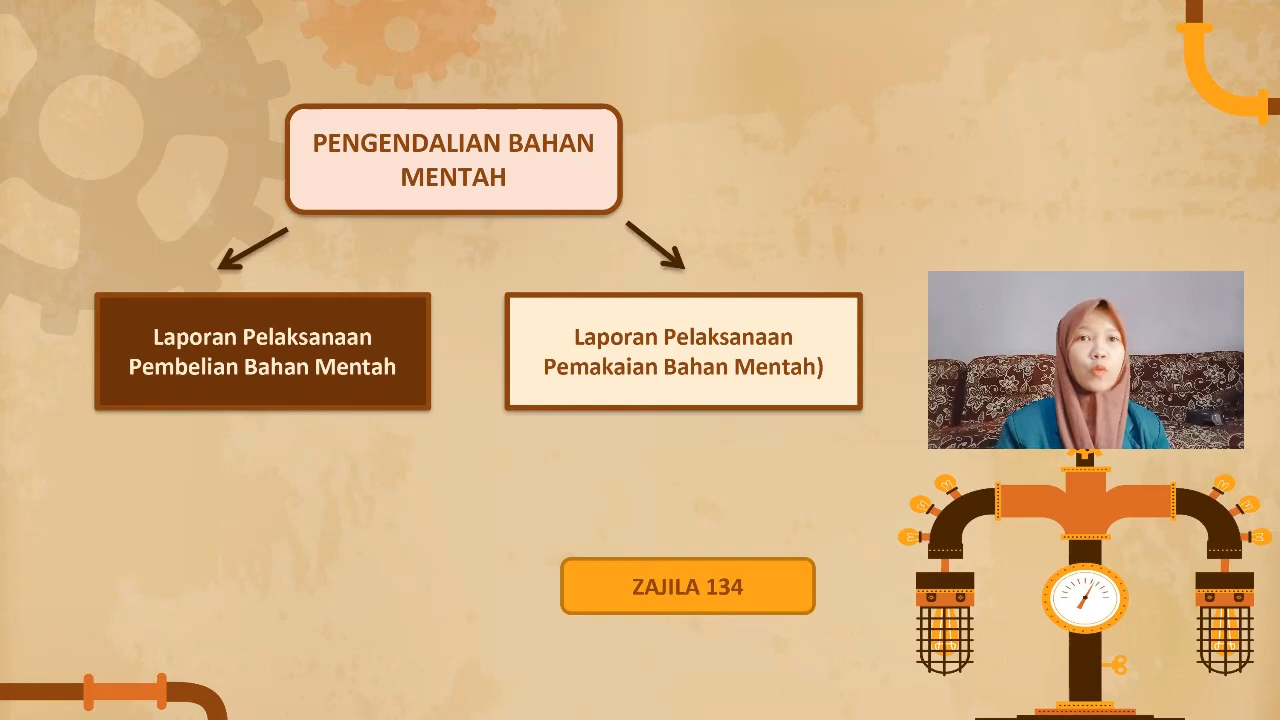 PENGENDALIAN BAHAN
MENTAH
Laporan Pelaksanaan
Pembelian Bahan Mentah
Laporan Pelaksanaan
Pemakaian Bahan Mentah)
ZAJILA 134